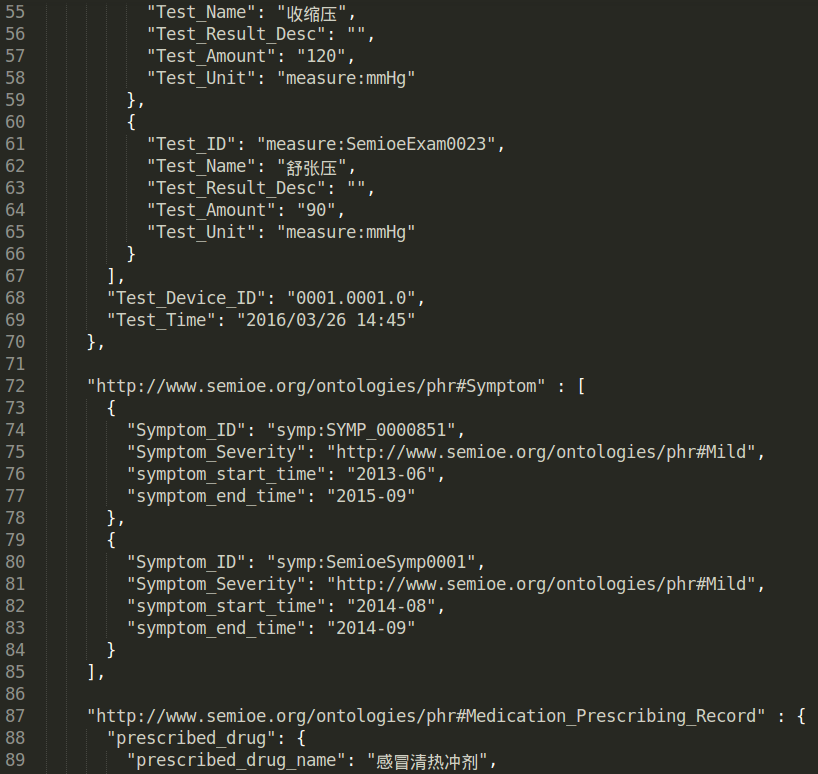 55 "Test_Name": "收缩压",
56 "Test_Result_Desc": "",
57 "Test_Amount": "120",
58 "Test_Unit": "measure:mmHg"
59 },
60 {
61 "Test_ID": "measure:SemioeExam0023",
62 "Test_Name": "舒张压",
63 "Test_Result_Desc": "",
64 "Test_Amount": "90",
65 "Test_Unit": "measure:mmHg"
66 }
67 ],
68 "Test_Device_ID": "0001.0001.0",
69 "Test_Time": "2016/03/26 14:45"
70 },
71
72 "http://www.semioe.org/ontologies/phr#Symptom" : [
73 {
74 "Symptom_ID": "symp:SYMP_0000851",
75 "Symptom_Severity": "http://www.semioe.org/ontologies/phr#Mild",
76 "symptom_start_time": "2013-06",
77 "symptom_end_time": "2015-09"
78 },
79 {
80 "Symptom_ID": "symp:SemioeSymp0001",
81 "Symptom_Severity": "http://www.semioe.org/ontologies/phr#Mild",
82 "symptom_start_time": "2014-08",
83 "symptom_end_time": "2014-09"
84 }
85 ],
86
87 "http://www.semioe.org/ontologies/phr#Medication_Prescribing_Record" : {
88 "prescribed_drug": {
89 "prescribed_drug_name": "感冒清热冲剂",